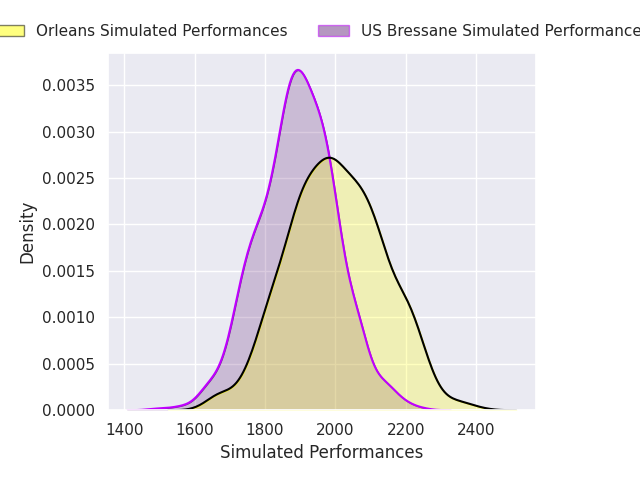 Orleans Simulated Performances US Bressane Simulated Performance
0.0035
0.0030
0.0025
0.0020
0.0015
0.0010
0.0005
0.0000
Density
1400 1600 1800 2000 2200 2400
Simulated Performances